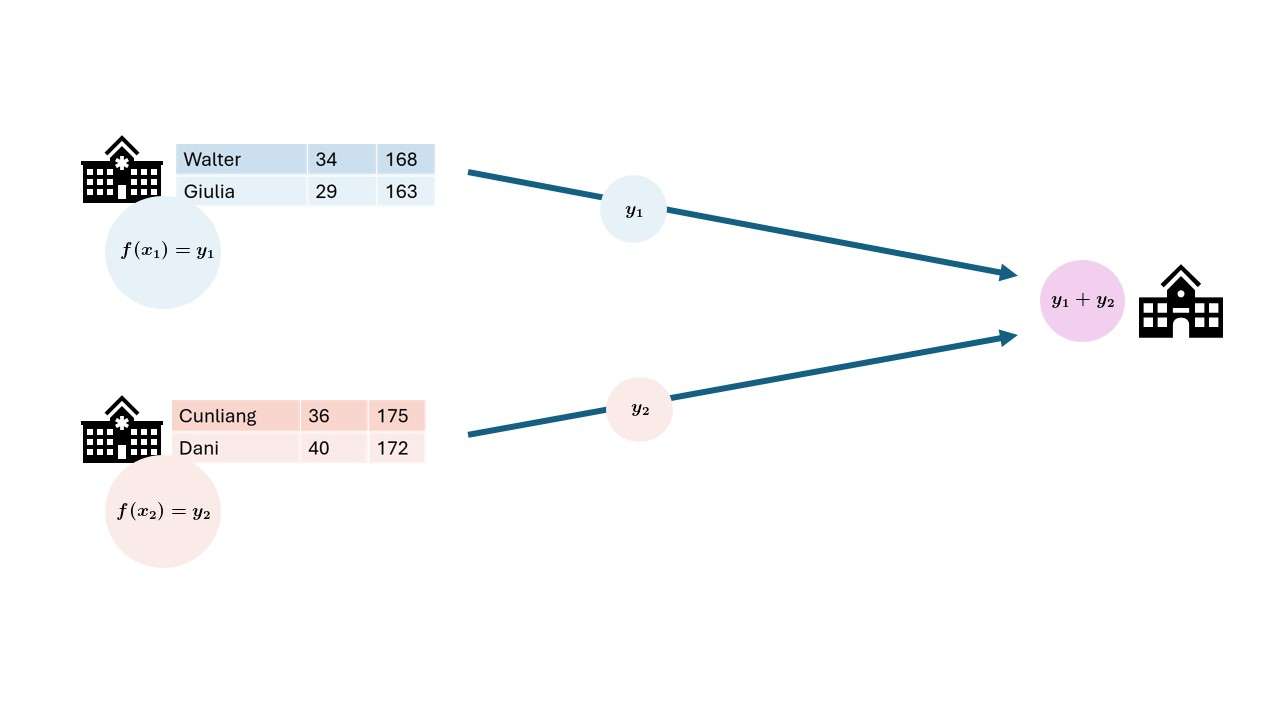 Walter 34 168
Giulia 29 163
f(x₁) = y₁
y₁
y₁ + y₂
Cunliang 36 175
Dani 40 172
y₂
f(x₂) = y₂